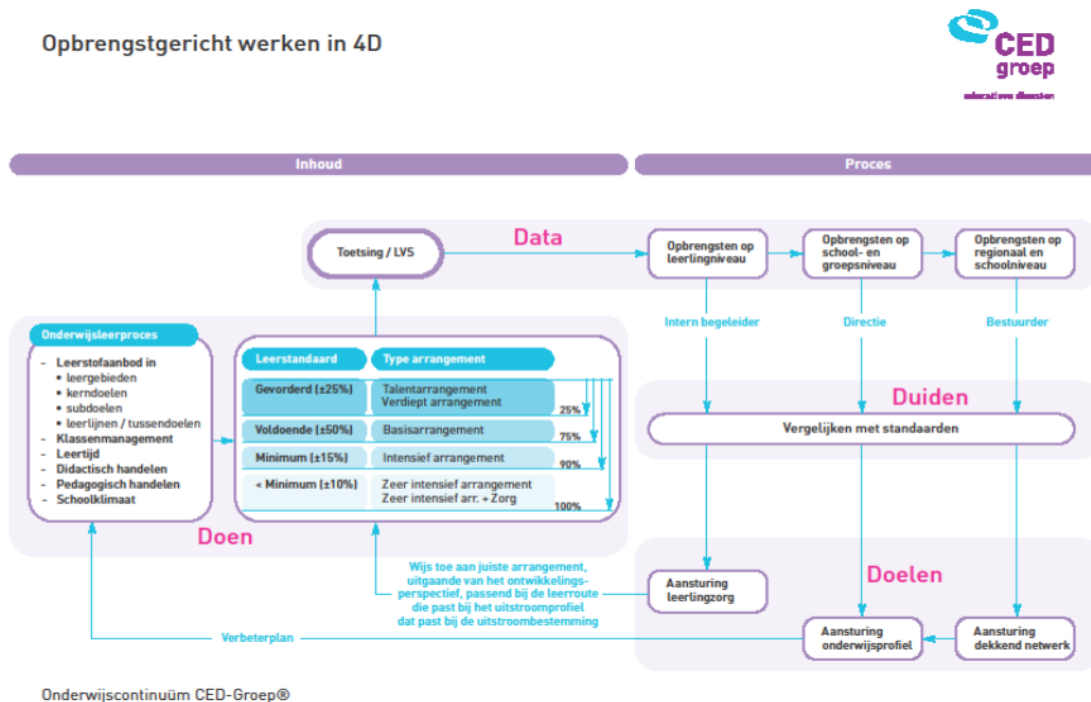 Opbrengstgericht werken in 4D
CED
groep
educatieve diensten
Inhoud
Proces
Data
Toetsing / LVS
Opbrengsten op
leerlingniveau
Opbrengsten op
school- en
groepsniveau
Opbrengsten op
regionaal en
schoolniveau
Intern begeleider
Directie
Bestuurder
Onderwijsleerproces
- Leerstofaanbod in
• leergebieden
• kerndoelen
• subdoelen
• leerlijnen / tussendoelen
- Klassenmanagement
- Leertijd
- Didactisch handelen
- Pedagogisch handelen
- Schoolklimaat
Leerstandaard
Type arrangement
Gevorderd (±25%)
Talentarrangement
Verdiept arrangement
25%
Voldoende (±50%)
Basisarrangement
75%
Minimum (±15%)
Intensief arrangement
90%
< Minimum (±10%)
Zeer intensief arrangement
Zeer intensief arr. + Zorg
100%
Doen
Duiden
Vergelijken met standaarden
Wijs toe aan juiste arrangement,
uitgaande van het ontwikkelings-
perspectief, passend bij de leerroute
die past bij het uitstroomprofiel
dat past bij de uitstroombestemming
Doelen
Aansturing
leerlingzorg
Verbeterplan
Aansturing
onderwijsprofiel
Aansturing
dekkend netwerk
Onderwijscontinuüm CED-Groep®